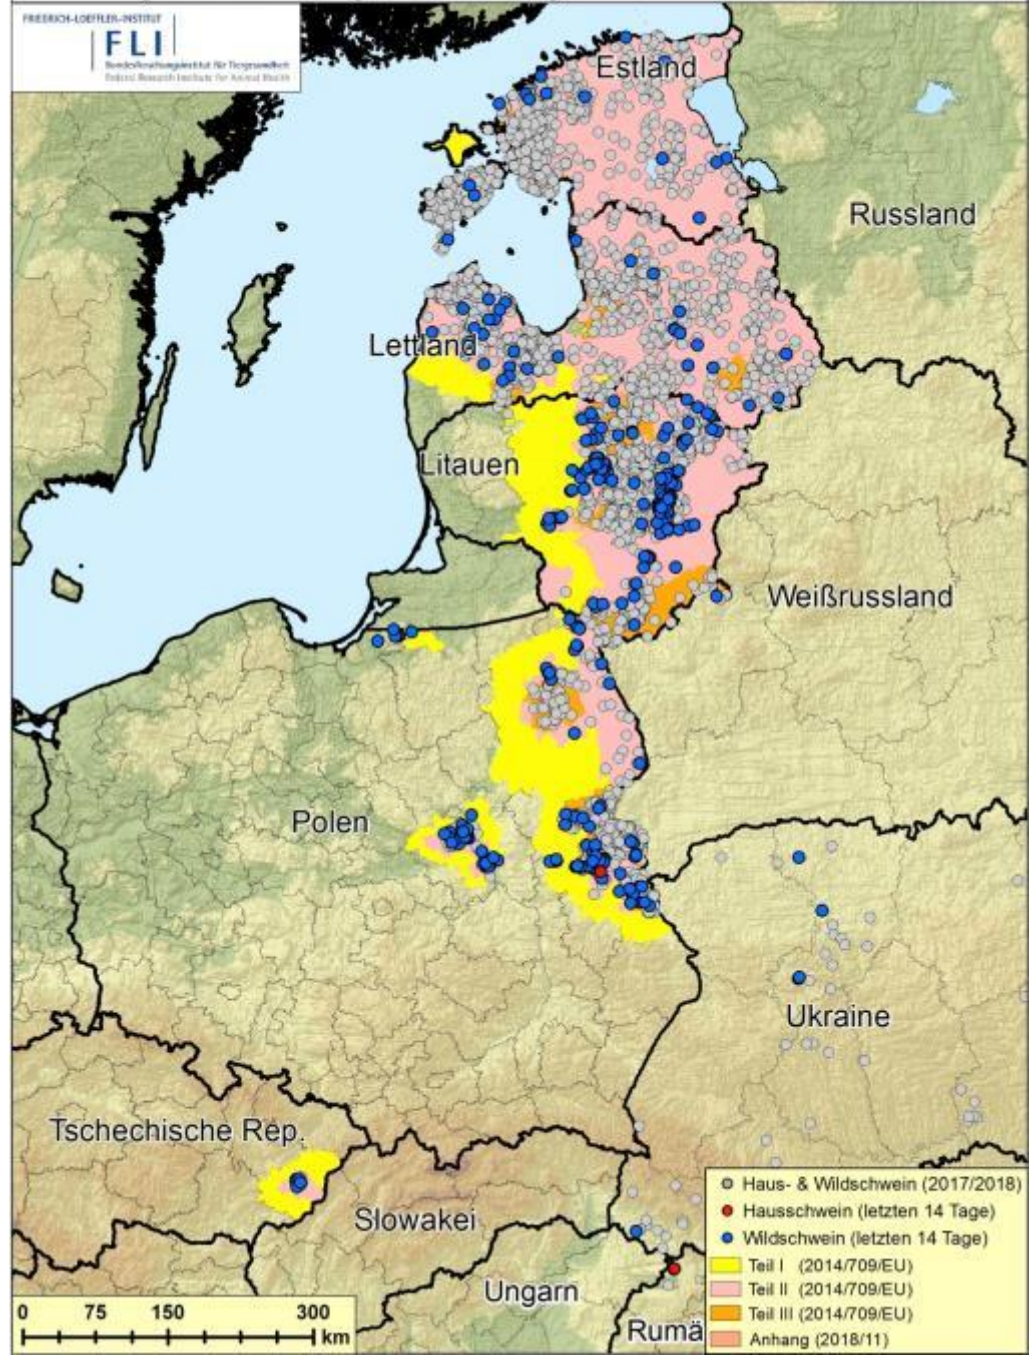 FRIEDRICH-LOEFFLER-INSTITUT
FLI
Bundesforschungsinstitut für Tiergesundheit
Federal Research Institute for Animal Health
Estland
Russland
Lettland
Litauen
Weißrussland
Polen
Ukraine
Tschechische Rep.
Slowakei
Ungarn
Rumä
Haus- & Wildschwein (2017/2018)
Hausschwein (letzten 14 Tage)
Wildschwein (letzten 14 Tage)
Teil I (2014/709/EU)
Teil II (2014/709/EU)
Teil III (2014/709/EU)
Anhang (2018/11)
0 75 150 300
km